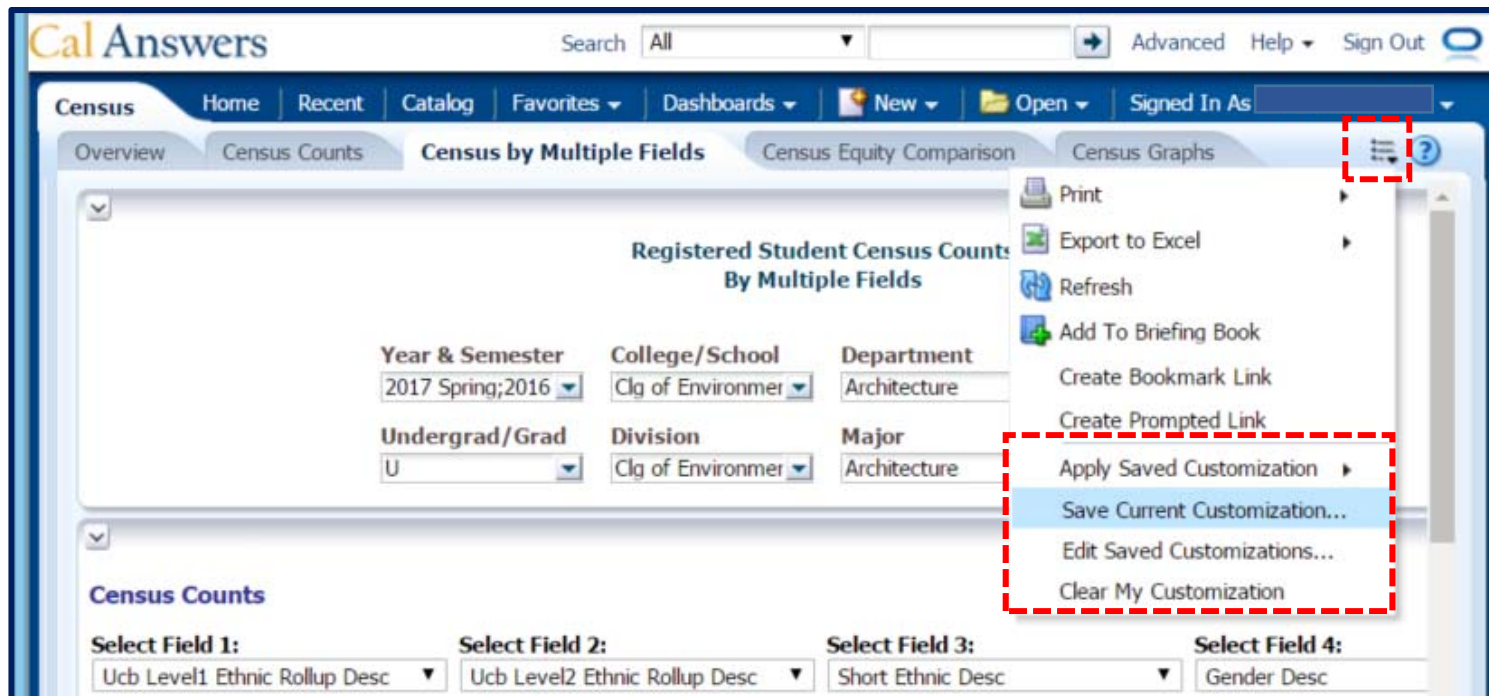 Cal Answers Search All Advanced Help Sign Out
Census Home Recent Catalog Favorites Dashboards New Open Signed In As
Overview Census Counts Census by Multiple Fields Census Equity Comparison Census Graphs ?
Print
Export to Excel
Refresh
Add To Briefing Book
Create Bookmark Link
Create Prompted Link
Apply Saved Customization
Save Current Customization...
Edit Saved Customizations...
Clear My Customization
Registered Student Census Counts
By Multiple Fields
Year & Semester College/School Department
2017 Spring;2016 Clg of Environmer Architecture
Undergrad/Grad Division Major
U Clg of Environmer Architecture
Census Counts
Select Field 1: Select Field 2: Select Field 3: Select Field 4:
Ucb Level1 Ethnic Rollup Desc Ucb Level2 Ethnic Rollup Desc Short Ethnic Desc Gender Desc